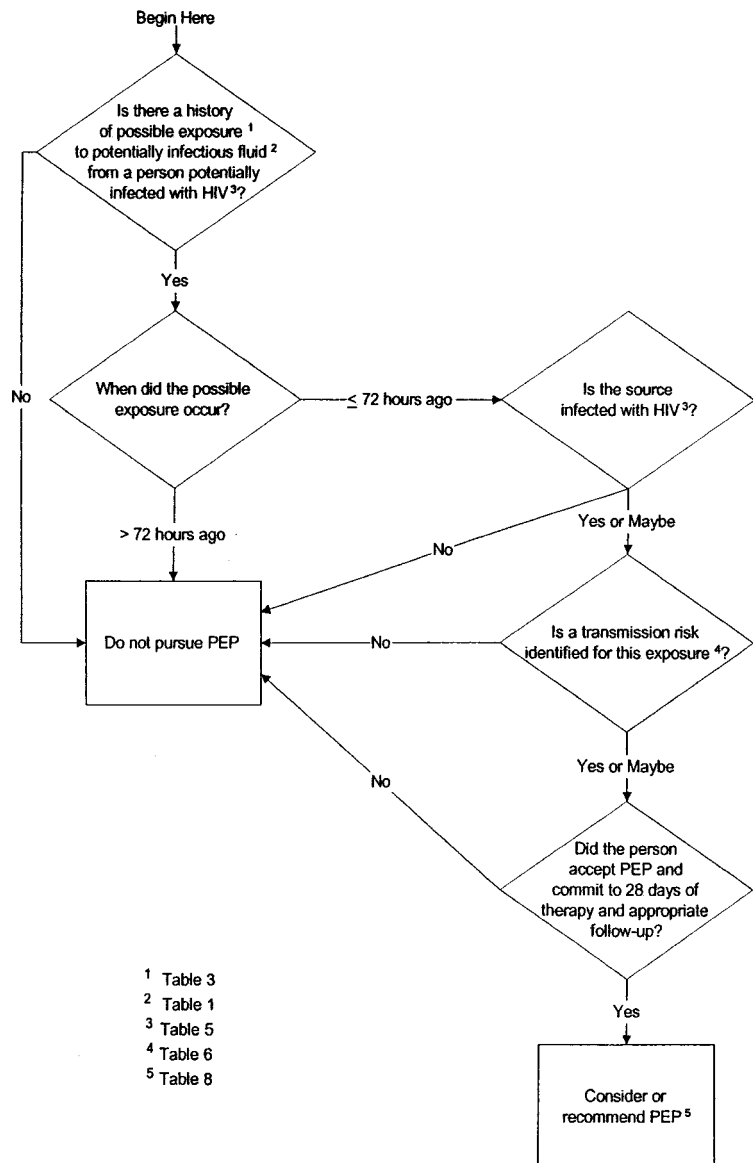 Begin Here
Is there a history
of possible exposure ¹
to potentially infectious fluid ²
from a person potentially
infected with HIV ³?
Yes
No
When did the possible
exposure occur?
≤ 72 hours ago
Is the source
infected with HIV ³?
> 72 hours ago
No
Yes or Maybe
Do not pursue PEP
No
Is a transmission risk
identified for this exposure ⁴?
No
Yes or Maybe
Did the person
accept PEP and
commit to 28 days of
therapy and appropriate
follow-up?
Yes
Consider or
recommend PEP ⁵
¹ Table 3
² Table 1
³ Table 5
⁴ Table 6
⁵ Table 8